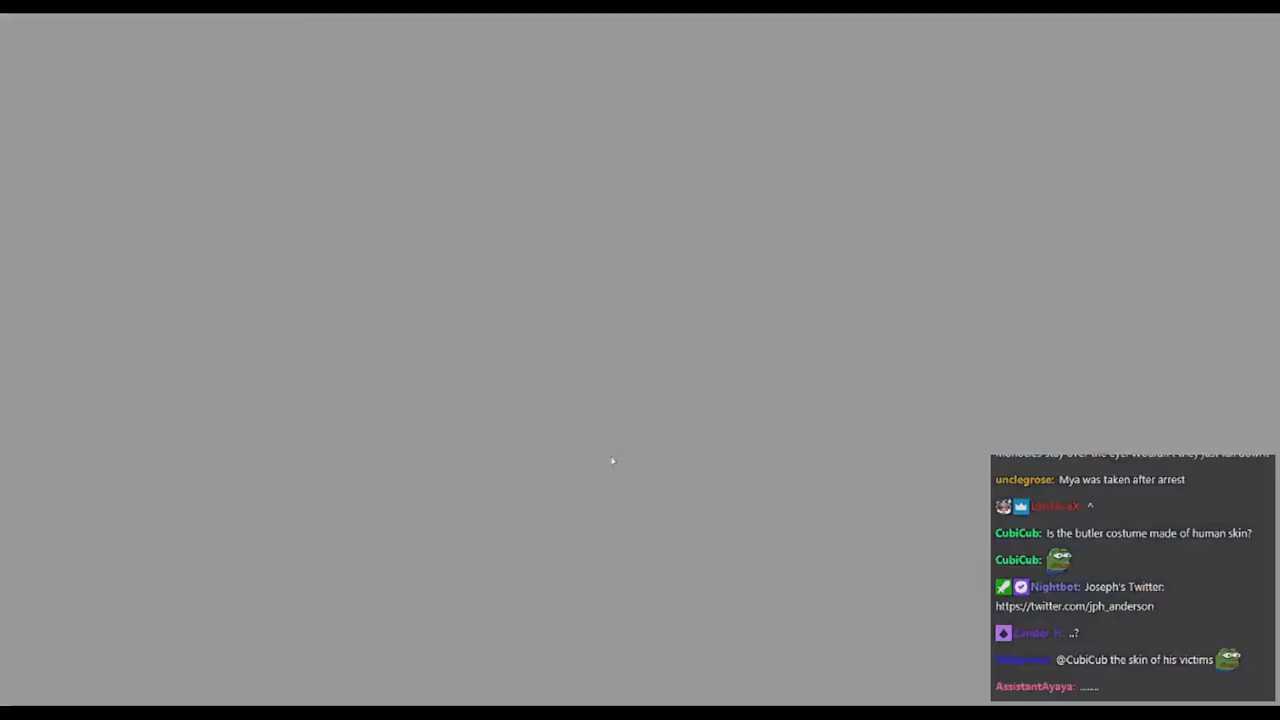 unclegrose: Mya was taken after arrest
^
CubiCub: Is the butler costume made of human skin?
CubiCub:
Nightbot: Joseph's Twitter:
https://twitter.com/jph_anderson
..?
@CubiCub the skin of his victims
AssistantAyaya: ........